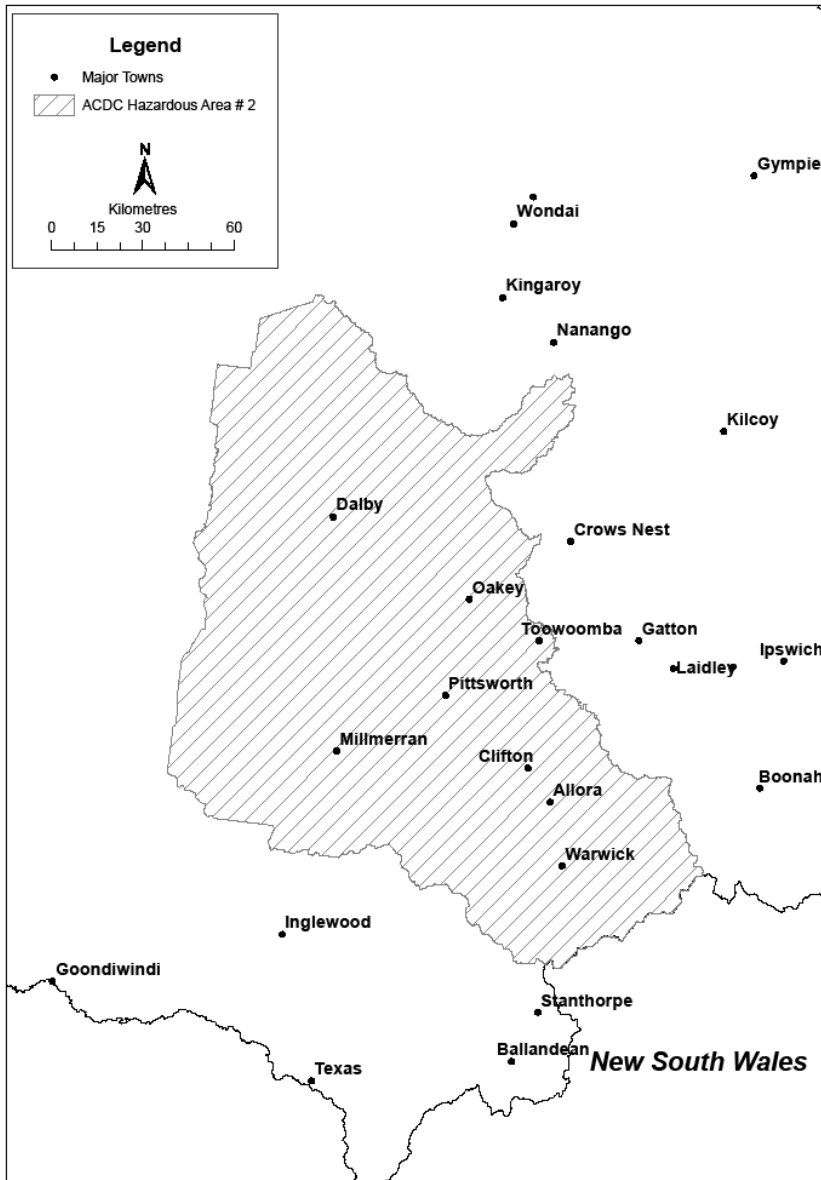 Legend
Major Towns
ACDC Hazardous Area # 2
N
Kilometres
0 15 30 60
Gympie
Wondai
Kingaroy
Nanango
Kilcoy
Dalby
Crows Nest
Oakey
Toowoomba
Gatton
Ipswich
Laidley
Pittsworth
Millmerran
Clifton
Boonah
Allora
Warwick
Inglewood
Goondiwindi
Stanthorpe
Ballandean
New South Wales
Texas